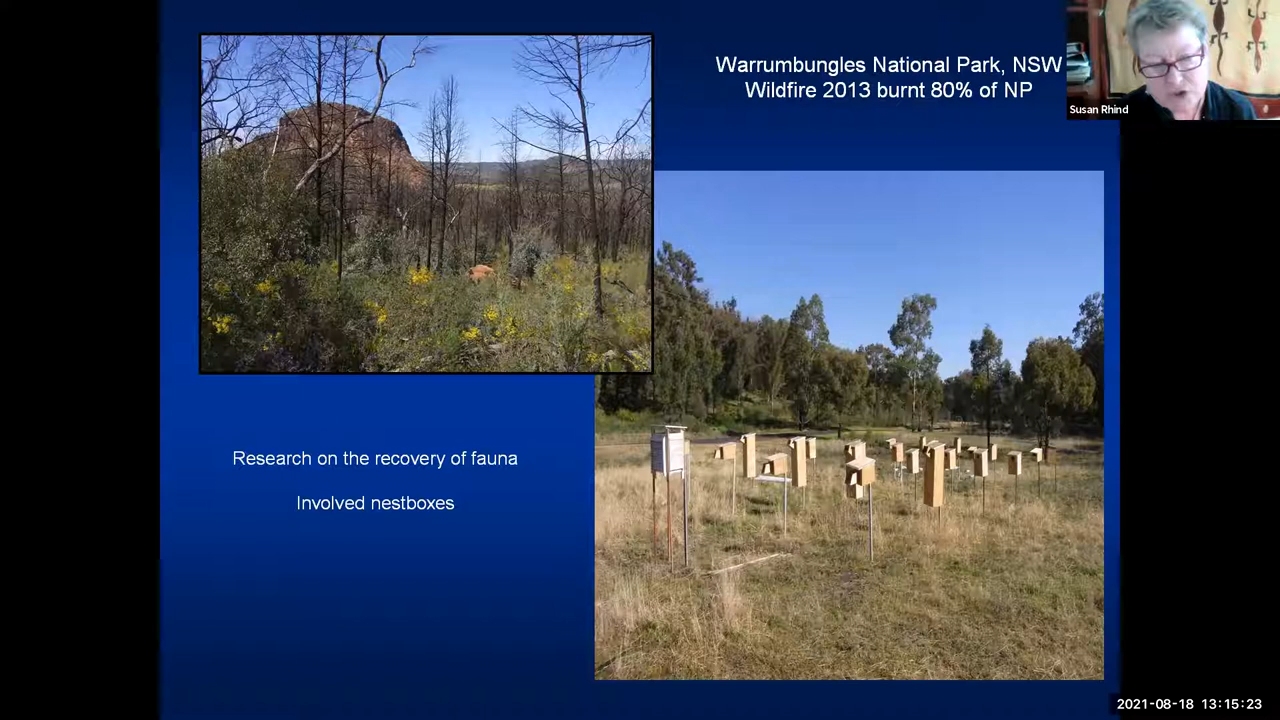 Warrumbungles National Park, NSW
Wildfire 2013 burnt 80% of NP
Susan Rhind
Research on the recovery of fauna
Involved nestboxes
2021-08-18 13:15:23